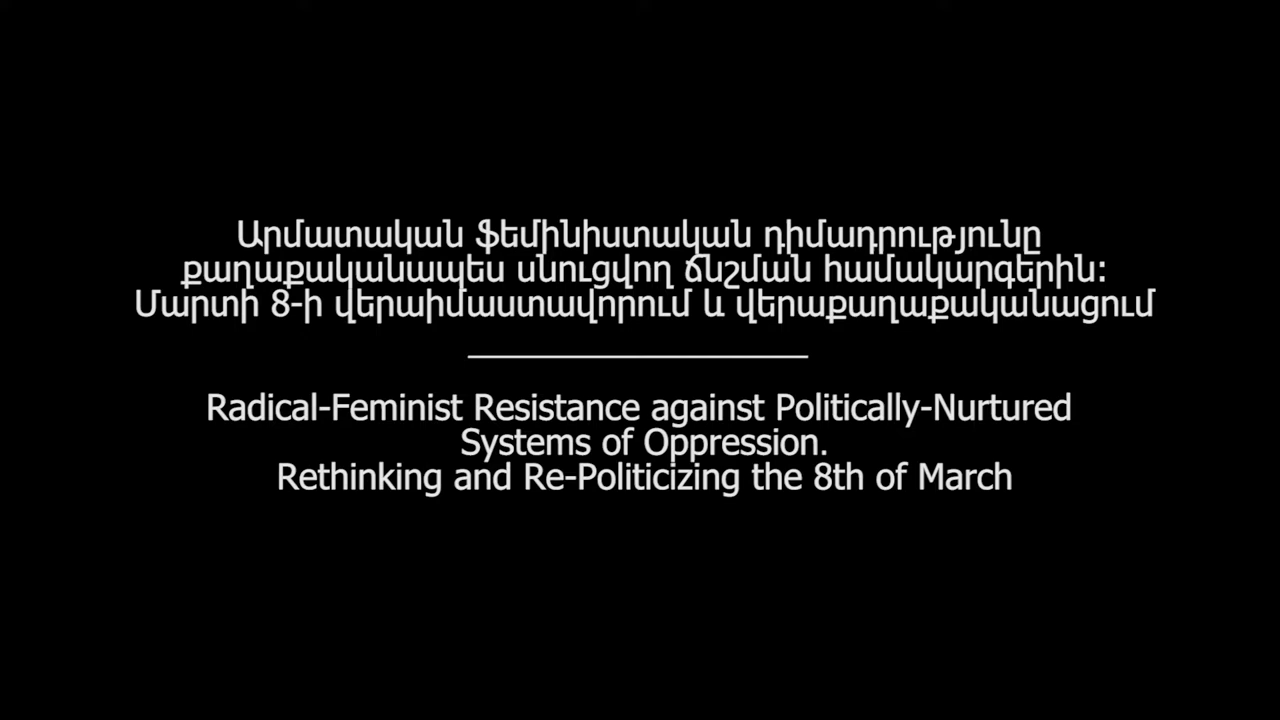 Արմատական ֆեմինիստական դիմադրությունը
քաղաքականապես սնուցվող ճնշման համակարգերին:
Մարտի 8-ի վերաիմաստավորում և վերաքաղաքականացում
Radical-Feminist Resistance against Politically-Nurtured
Systems of Oppression.
Rethinking and Re-Politicizing the 8th of March